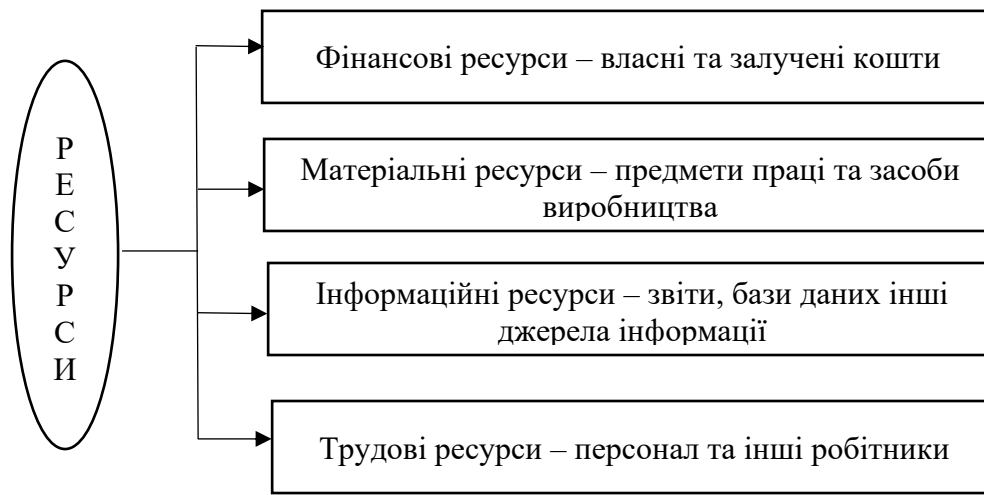 РЕСУРСИ
Фінансові ресурси – власні та залучені кошти
Матеріальні ресурси – предмети праці та засоби
виробництва
Інформаційні ресурси – звіти, бази даних інші
джерела інформації
Трудові ресурси – персонал та інші робітники